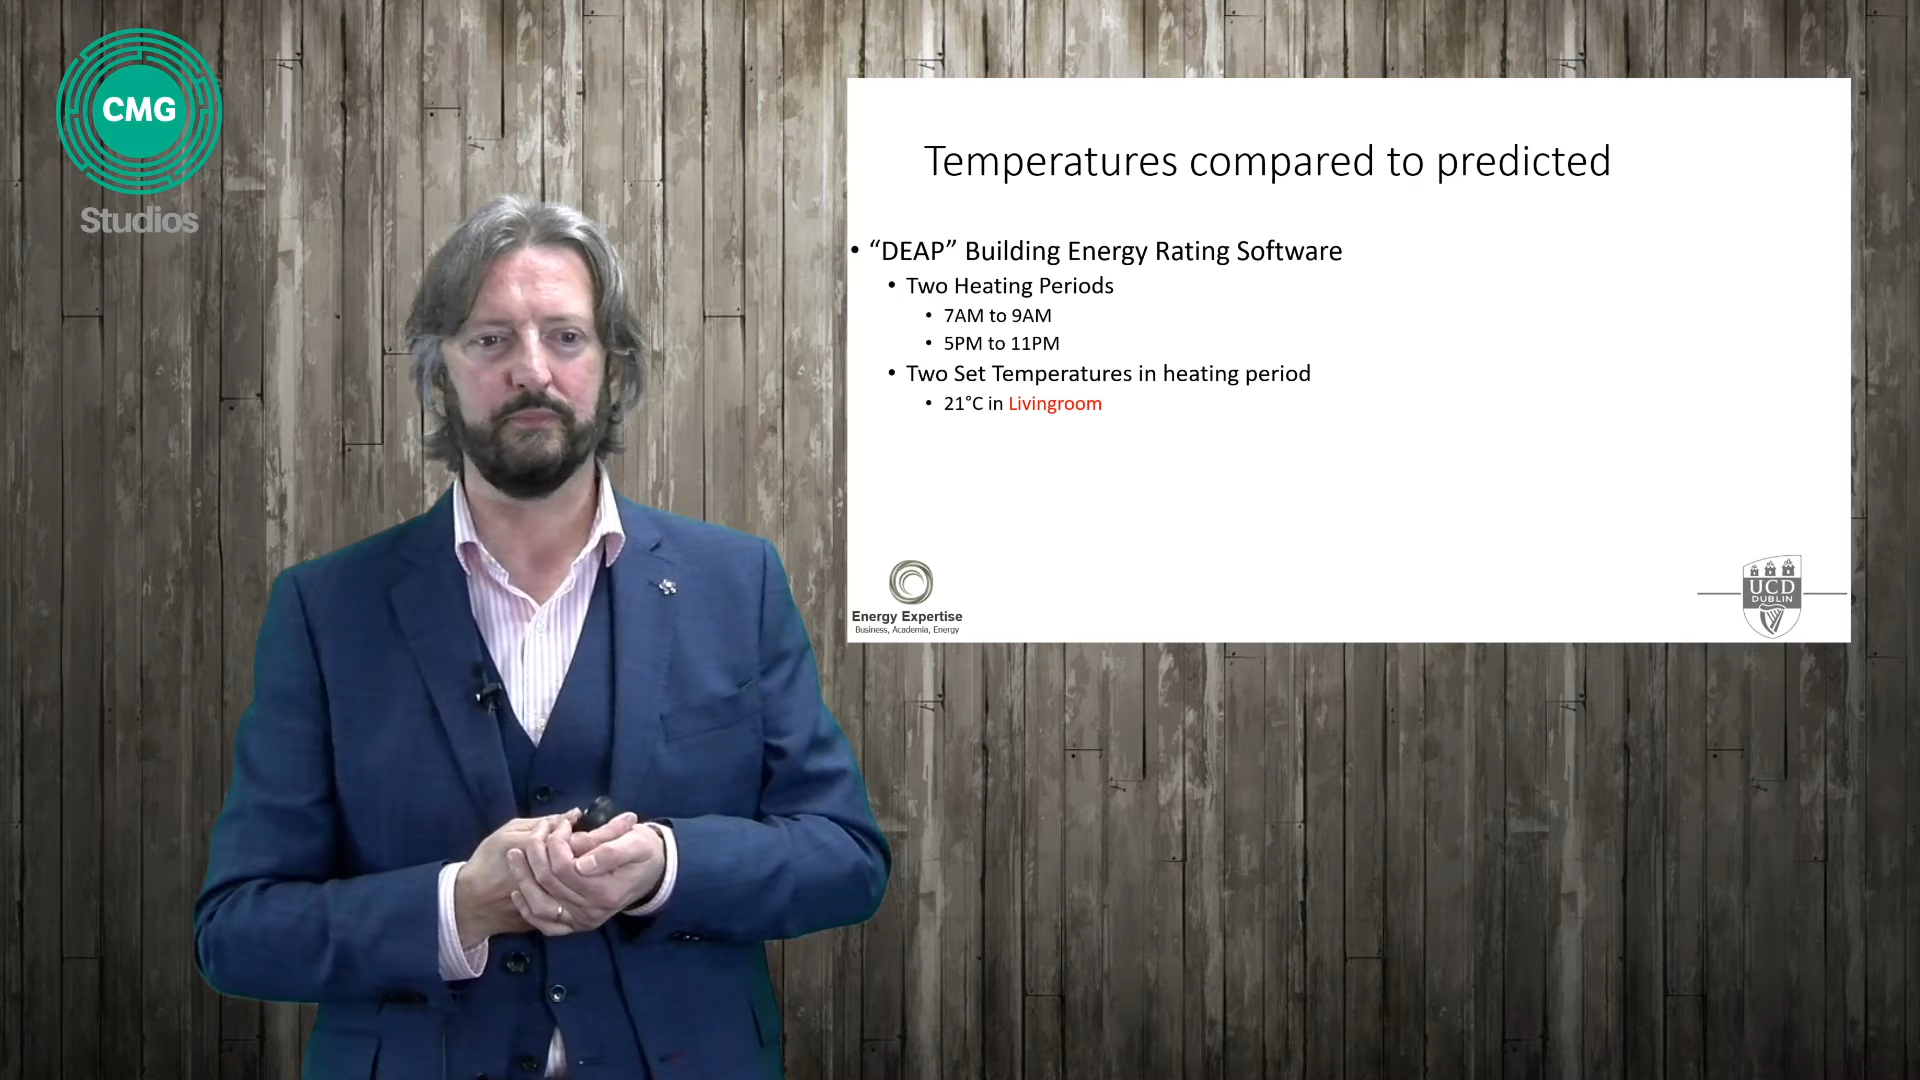 CMG
Studios
Temperatures compared to predicted
• “DEAP” Building Energy Rating Software
• Two Heating Periods
• 7AM to 9AM
• 5PM to 11PM
• Two Set Temperatures in heating period
• 21°C in Livingroom
Energy Expertise
Business, Academia, Energy
UCD
DUBLIN